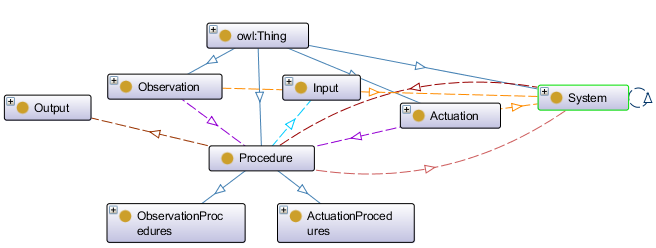 owl:Thing
Observation
Input
System
Output
Actuation
Procedure
ObservationProc
edures
ActuationProced
ures